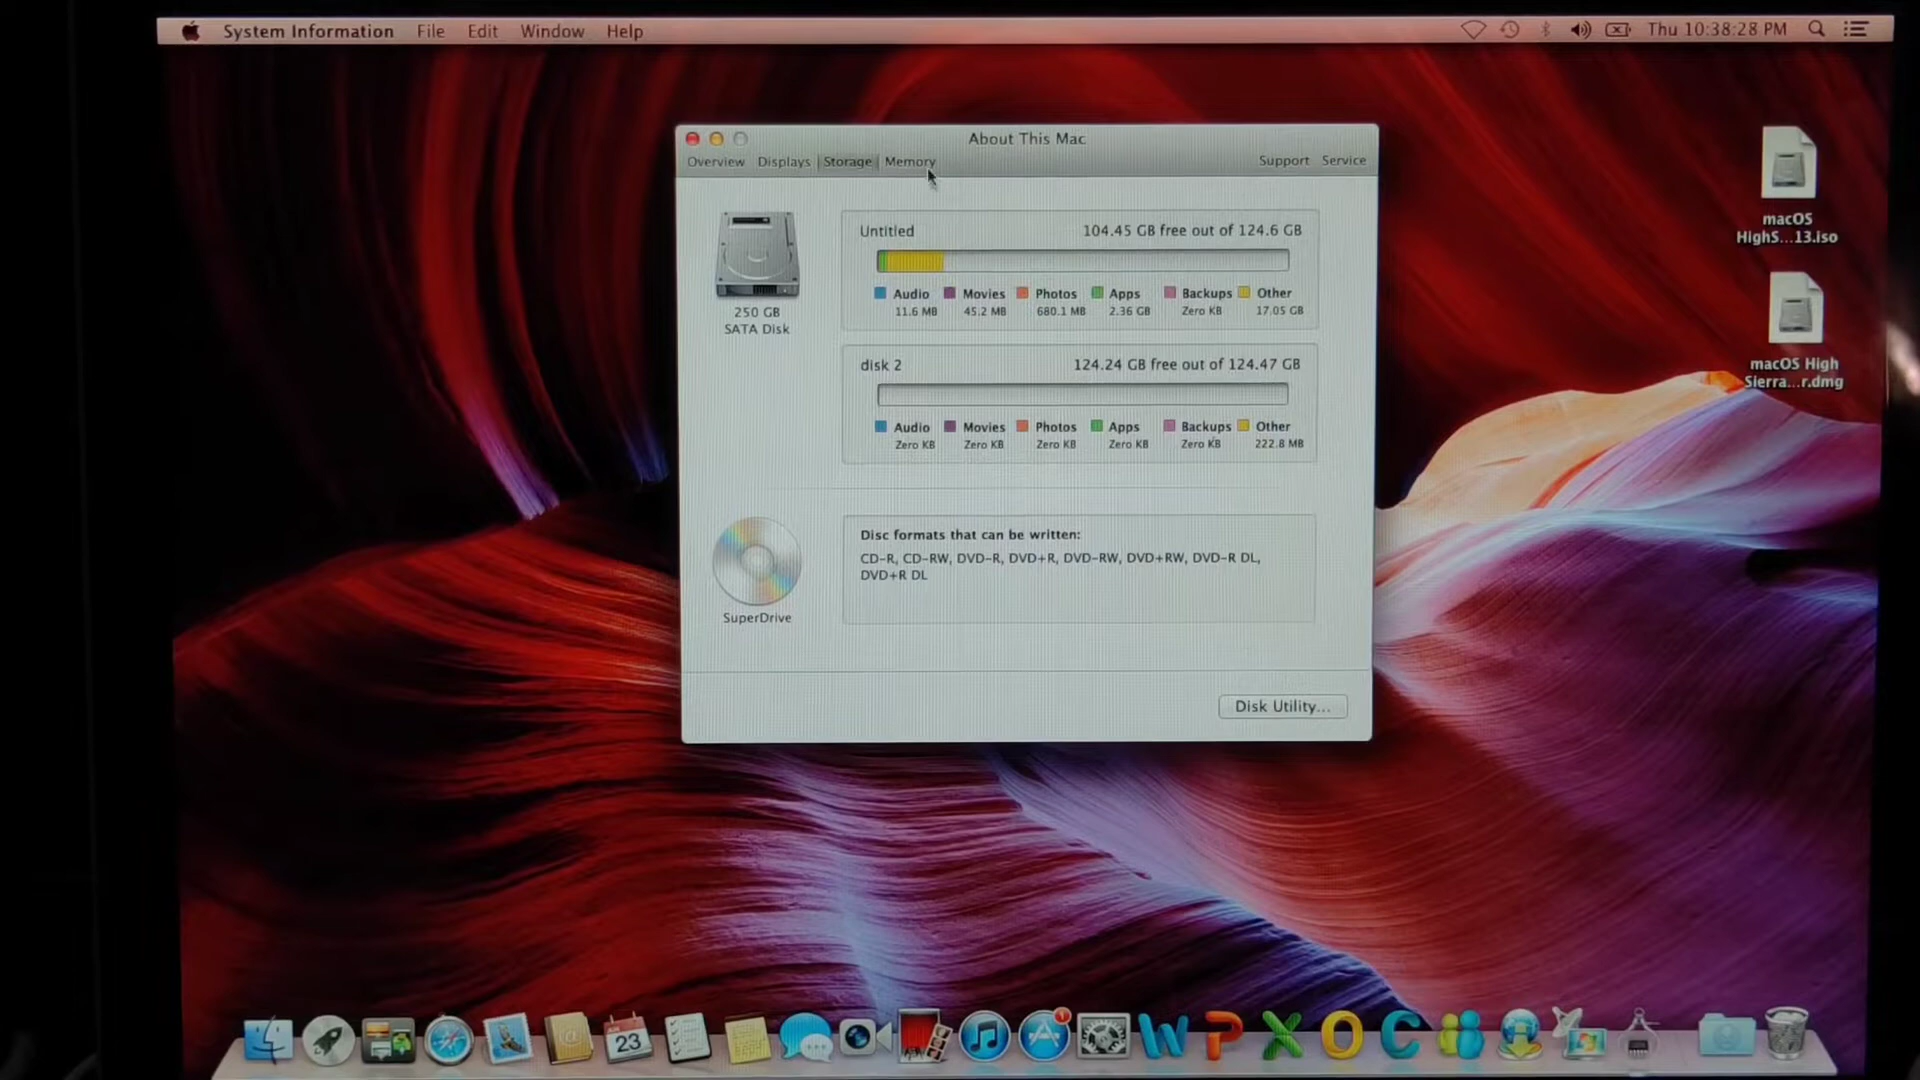 System Information File Edit Window Help
Thu 10:38:28 PM
About This Mac
Overview Displays Storage Memory
Support Service
250 GB
SATA Disk
Untitled 104.45 GB free out of 124.6 GB
Audio Movies Photos Apps Backups Other
11.6 MB 45.2 MB 680.1 MB 2.36 GB Zero KB 17.05 GB
disk 2 124.24 GB free out of 124.47 GB
Audio Movies Photos Apps Backups Other
Zero KB Zero KB Zero KB Zero KB Zero KB 222.8 MB
SuperDrive
Disc formats that can be written:
CD-R, CD-RW, DVD-R, DVD+R, DVD-RW, DVD+RW, DVD-R DL,
DVD+R DL
Disk Utility...
macOS
HighS...13.iso
macOS High
Sierra...r.dmg
23
1
W P X O C